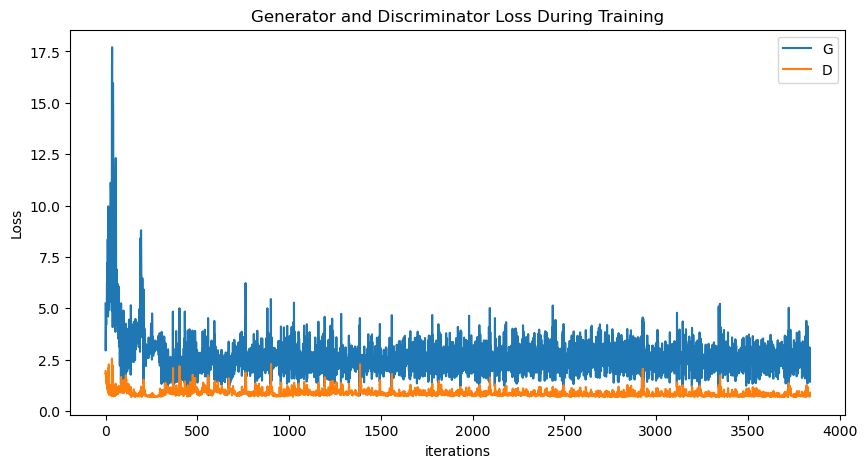 Generator and Discriminator Loss During Training
G
D
17.5
15.0
12.5
10.0
7.5
5.0
2.5
0.0
Loss
0 500 1000 1500 2000 2500 3000 3500 4000
iterations